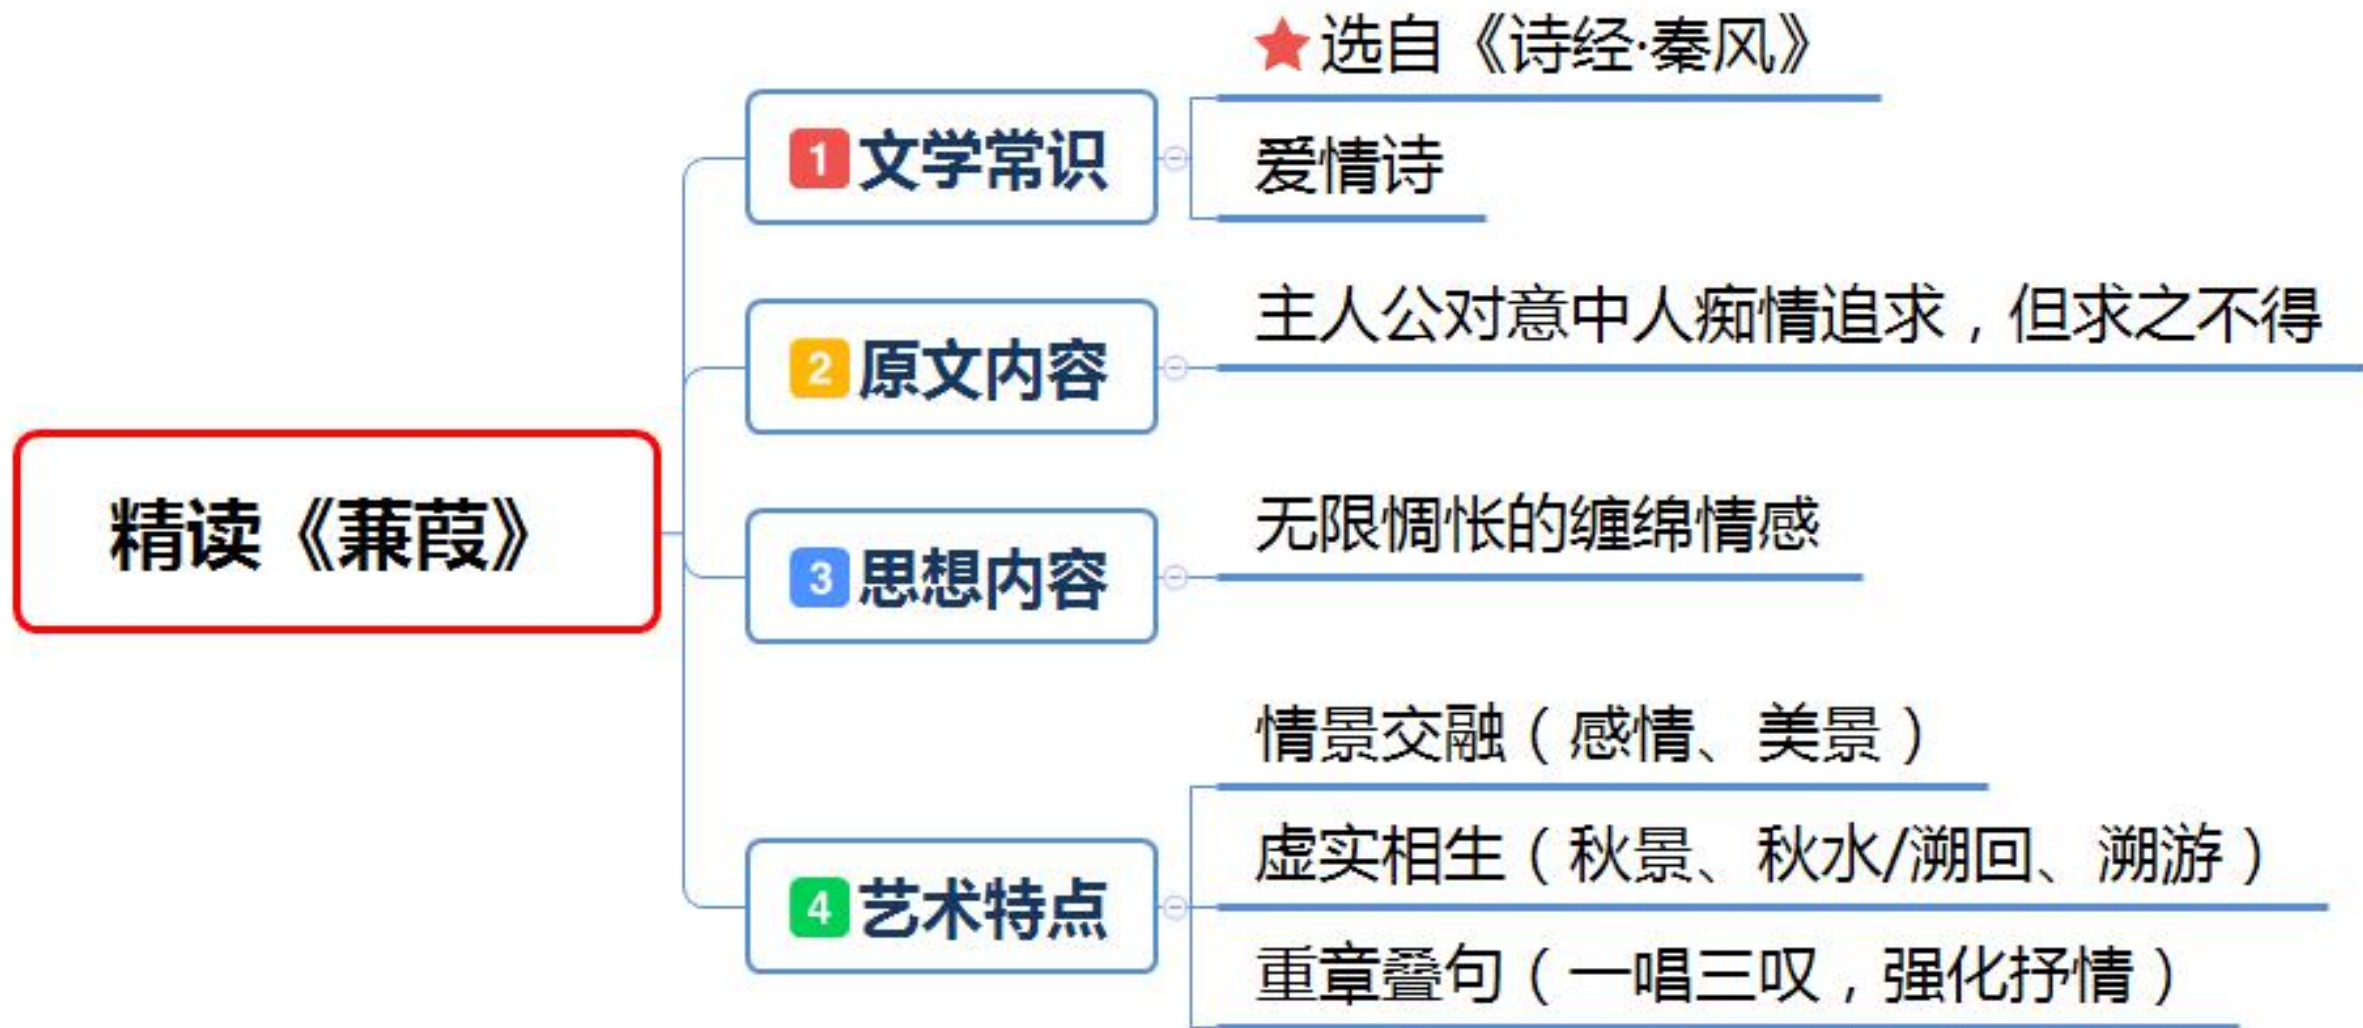 精读《蒹葭》
1 文学常识
选自《诗经·秦风》
爱情诗
2 原文内容
主人公对意中人痴情追求，但求之不得
3 思想内容
无限惆怅的缠绵情感
4 艺术特点
情景交融（感情、美景）
虚实相生（秋景、秋水/溯回、溯游）
重章叠句（一唱三叹，强化抒情）